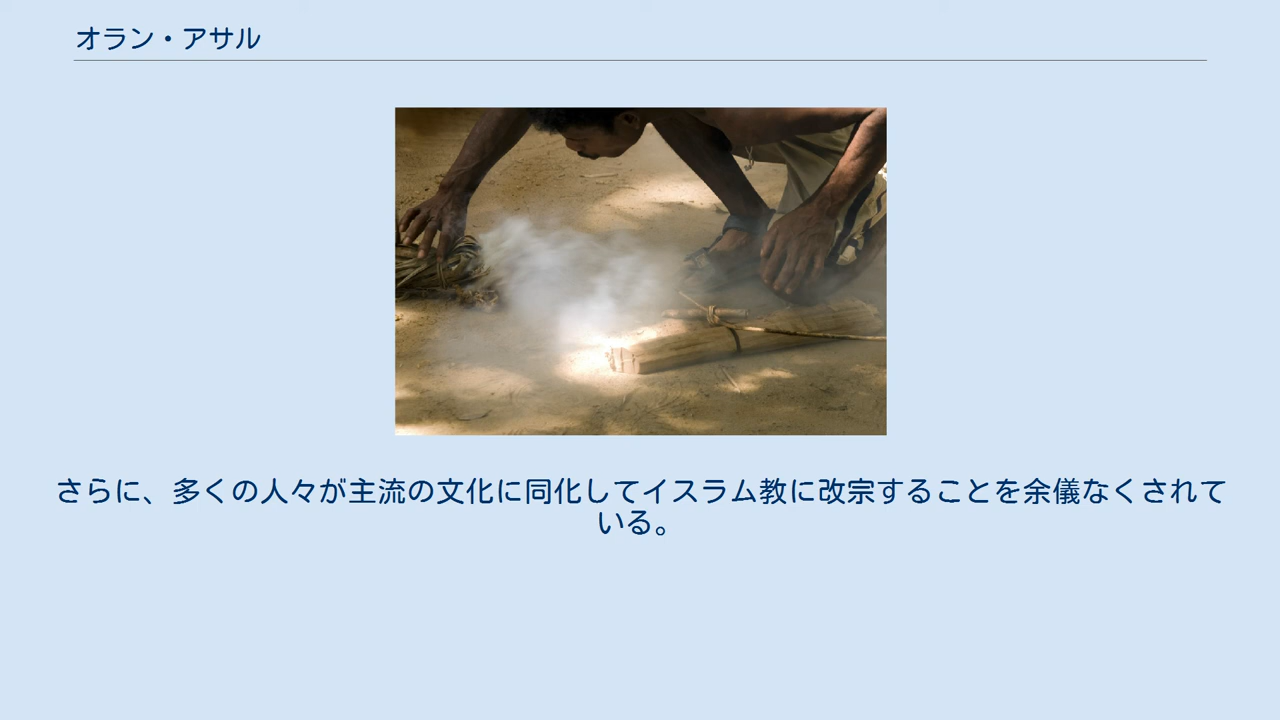 オラン・アサル
さらに、多くの人々が主流の文化に同化してイスラム教に改宗することを余儀なくされて
いる。